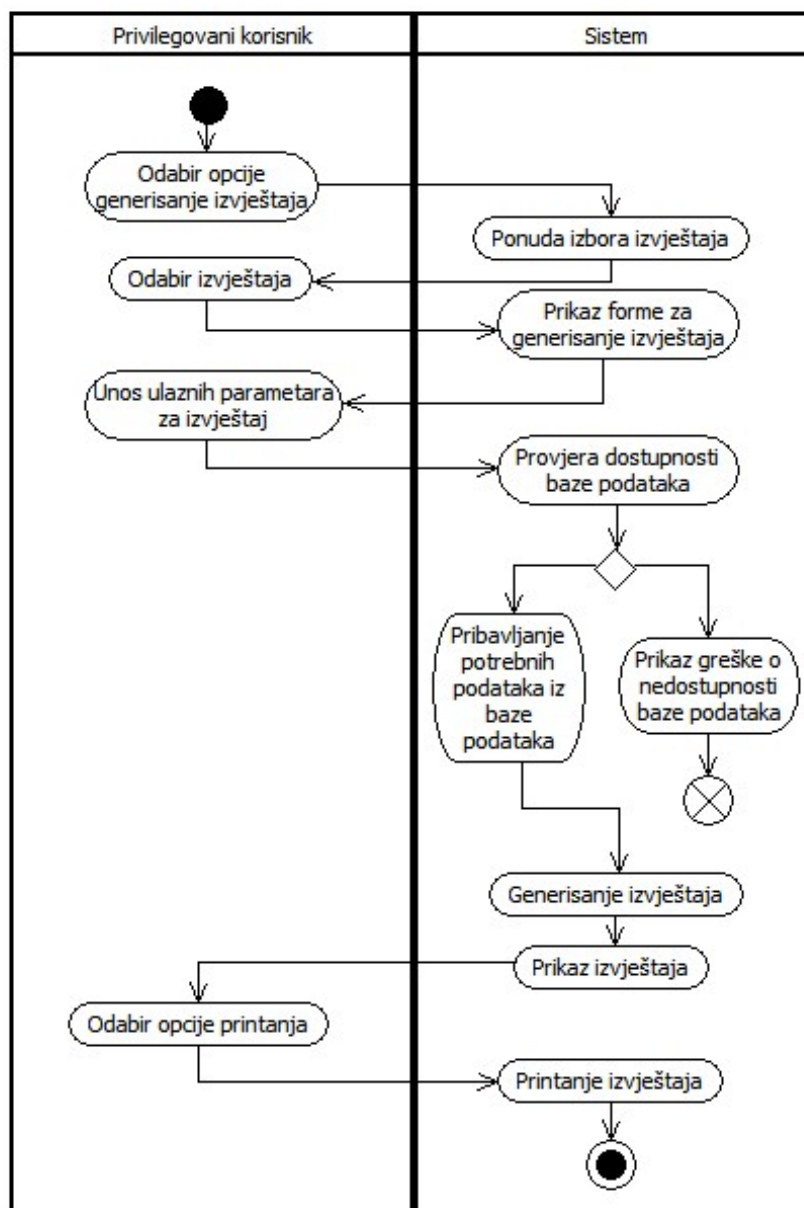 Privilegovani korisnik
Sistem
Odabir opcije
generisanje izvještaja
Ponuda izbora izvještaja
Odabir izvještaja
Prikaz forme za
generisanje izvještaja
Unos ulaznih parametara
za izvještaj
Provjera dostupnosti
baze podataka
Pribavljanje
potrebnih
podataka iz
baze
podataka
Prikaz greške o
nedostupnosti
baze podataka
Generisanje izvještaja
Prikaz izvještaja
Odabir opcije printanja
Printanje izvještaja